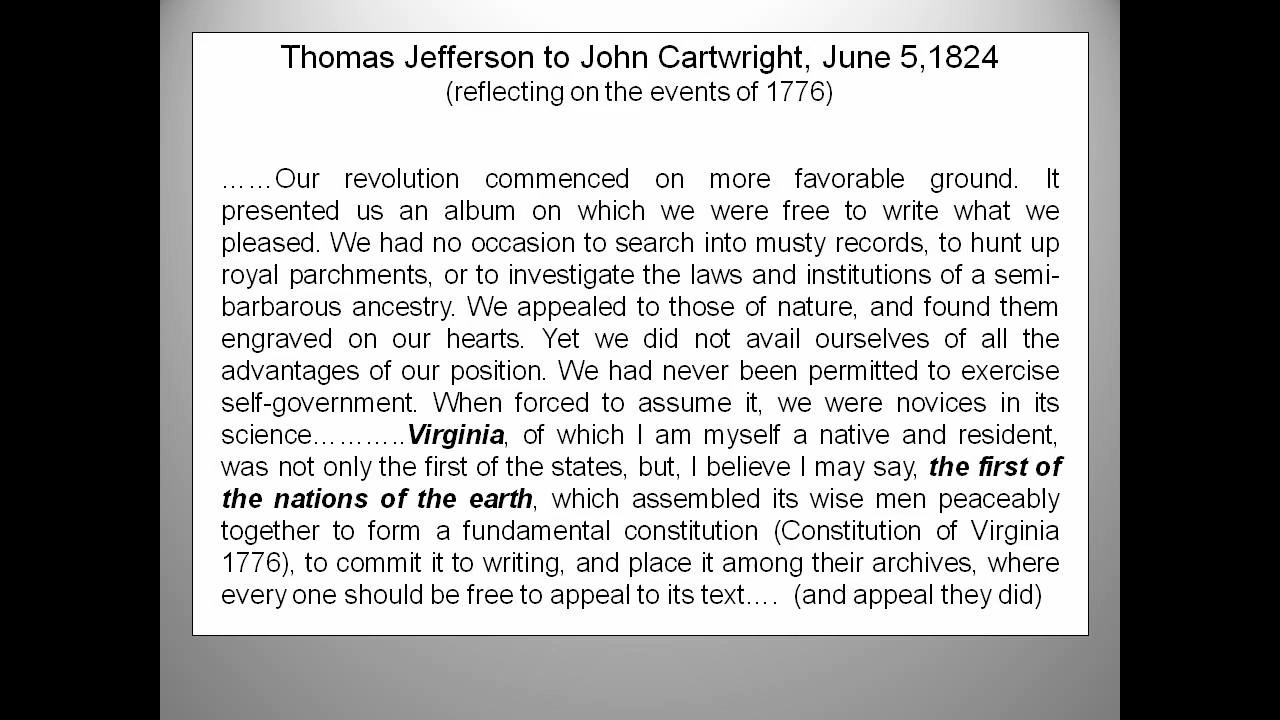 Thomas Jefferson to John Cartwright, June 5,1824
(reflecting on the events of 1776)
……Our revolution commenced on more favorable ground. It
presented us an album on which we were free to write what we
pleased. We had no occasion to search into musty records, to hunt up
royal parchments, or to investigate the laws and institutions of a semi-
barbarous ancestry. We appealed to those of nature, and found them
engraved on our hearts. Yet we did not avail ourselves of all the
advantages of our position. We had never been permitted to exercise
self-government. When forced to assume it, we were novices in its
science………..Virginia, of which I am myself a native and resident,
was not only the first of the states, but, I believe I may say, the first of
the nations of the earth, which assembled its wise men peaceably
together to form a fundamental constitution (Constitution of Virginia
1776), to commit it to writing, and place it among their archives, where
every one should be free to appeal to its text…. (and appeal they did)